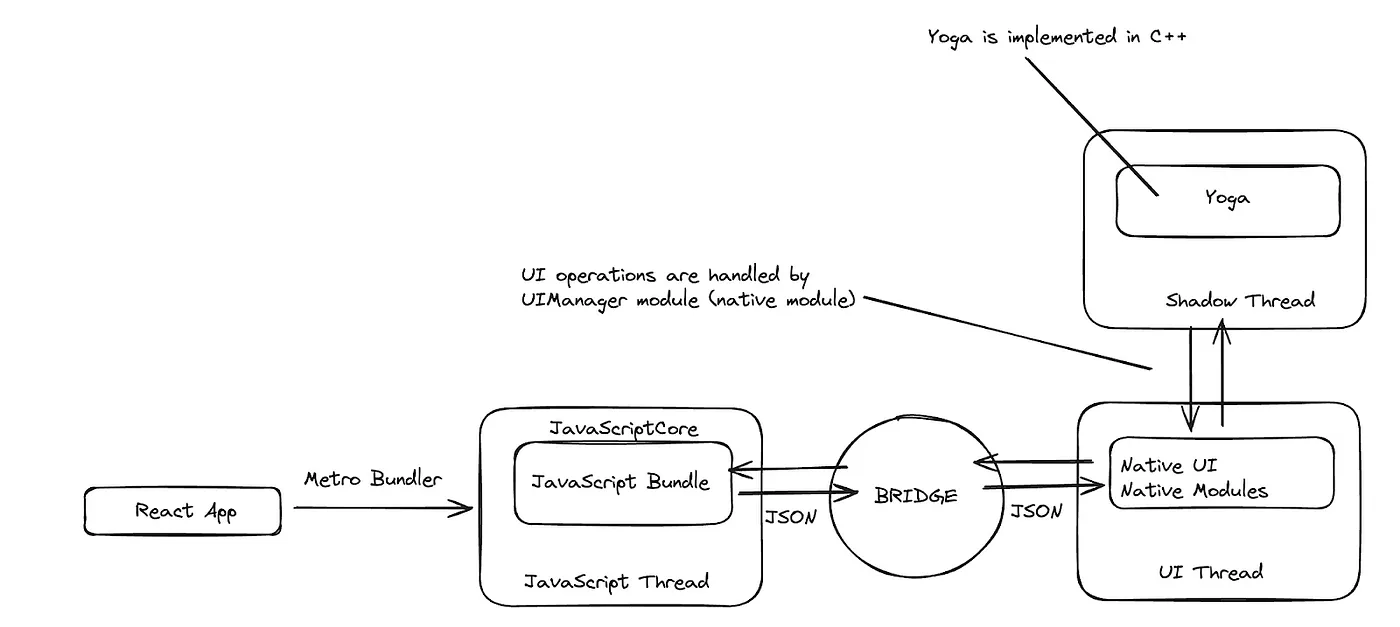 Yoga is implemented in C++
Yoga
UI operations are handled by
UIManager module (native module)
Shadow Thread
JavaScriptCore
Metro Bundler
JavaScript Bundle
Native UI
Native Modules
React App
BRIDGE
JSON
JSON
JavaScript Thread
UI Thread